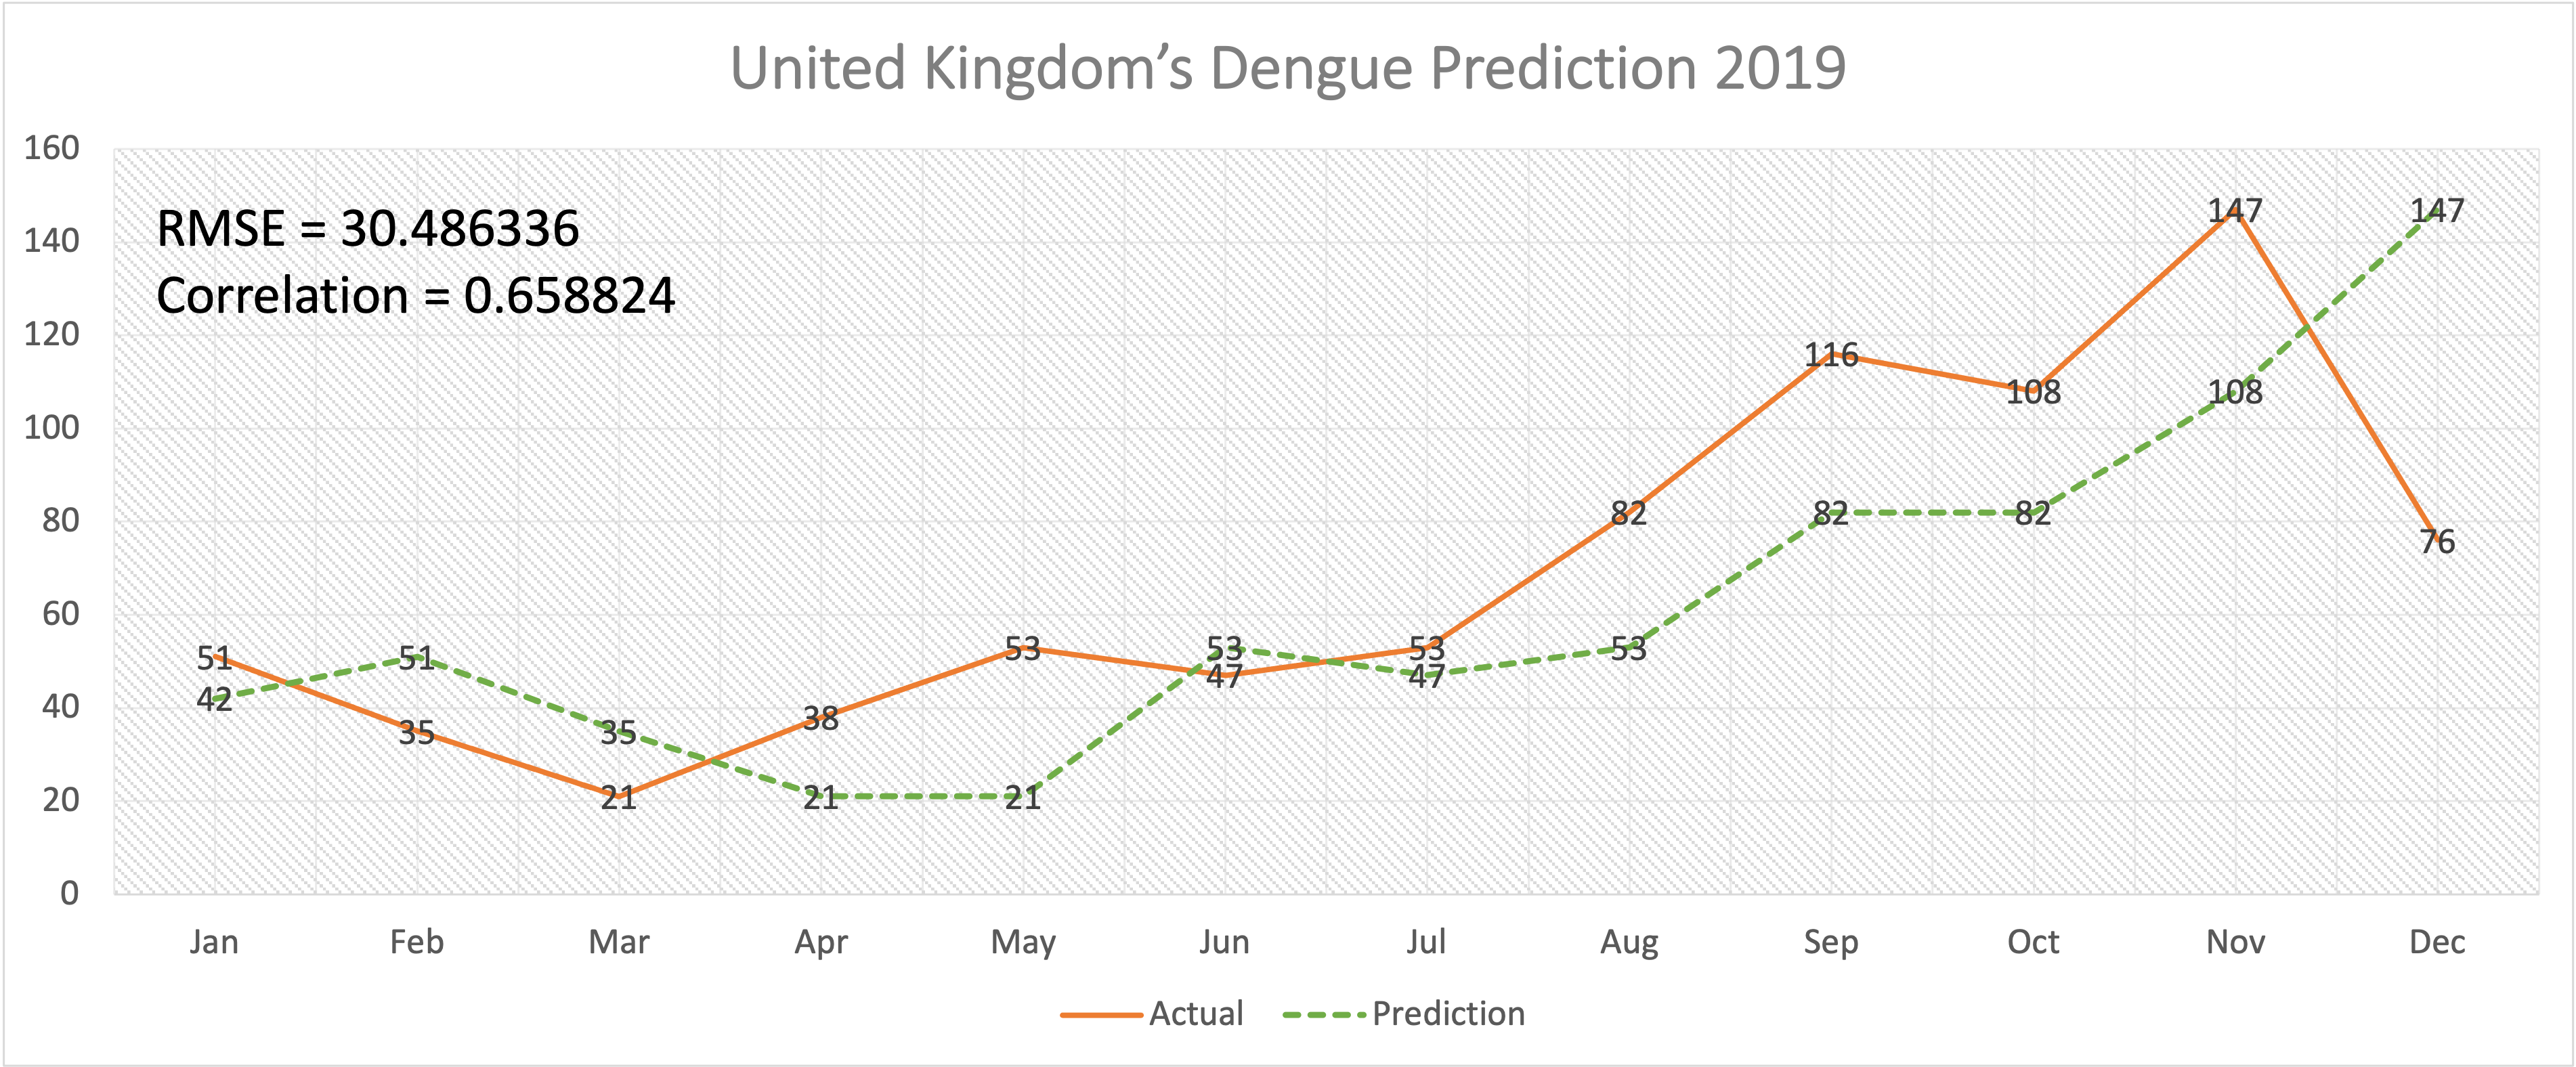 United Kingdom’s Dengue Prediction 2019
RMSE = 30.486336
Correlation = 0.658824
160
140
120
100
80
60
40
20
0
147 147
116
108 108
82 82 82
76
51 51 53 53 53 53
42 35 35 38 47 47
21 21 21
Jan Feb Mar Apr May Jun Jul Aug Sep Oct Nov Dec
Actual Prediction